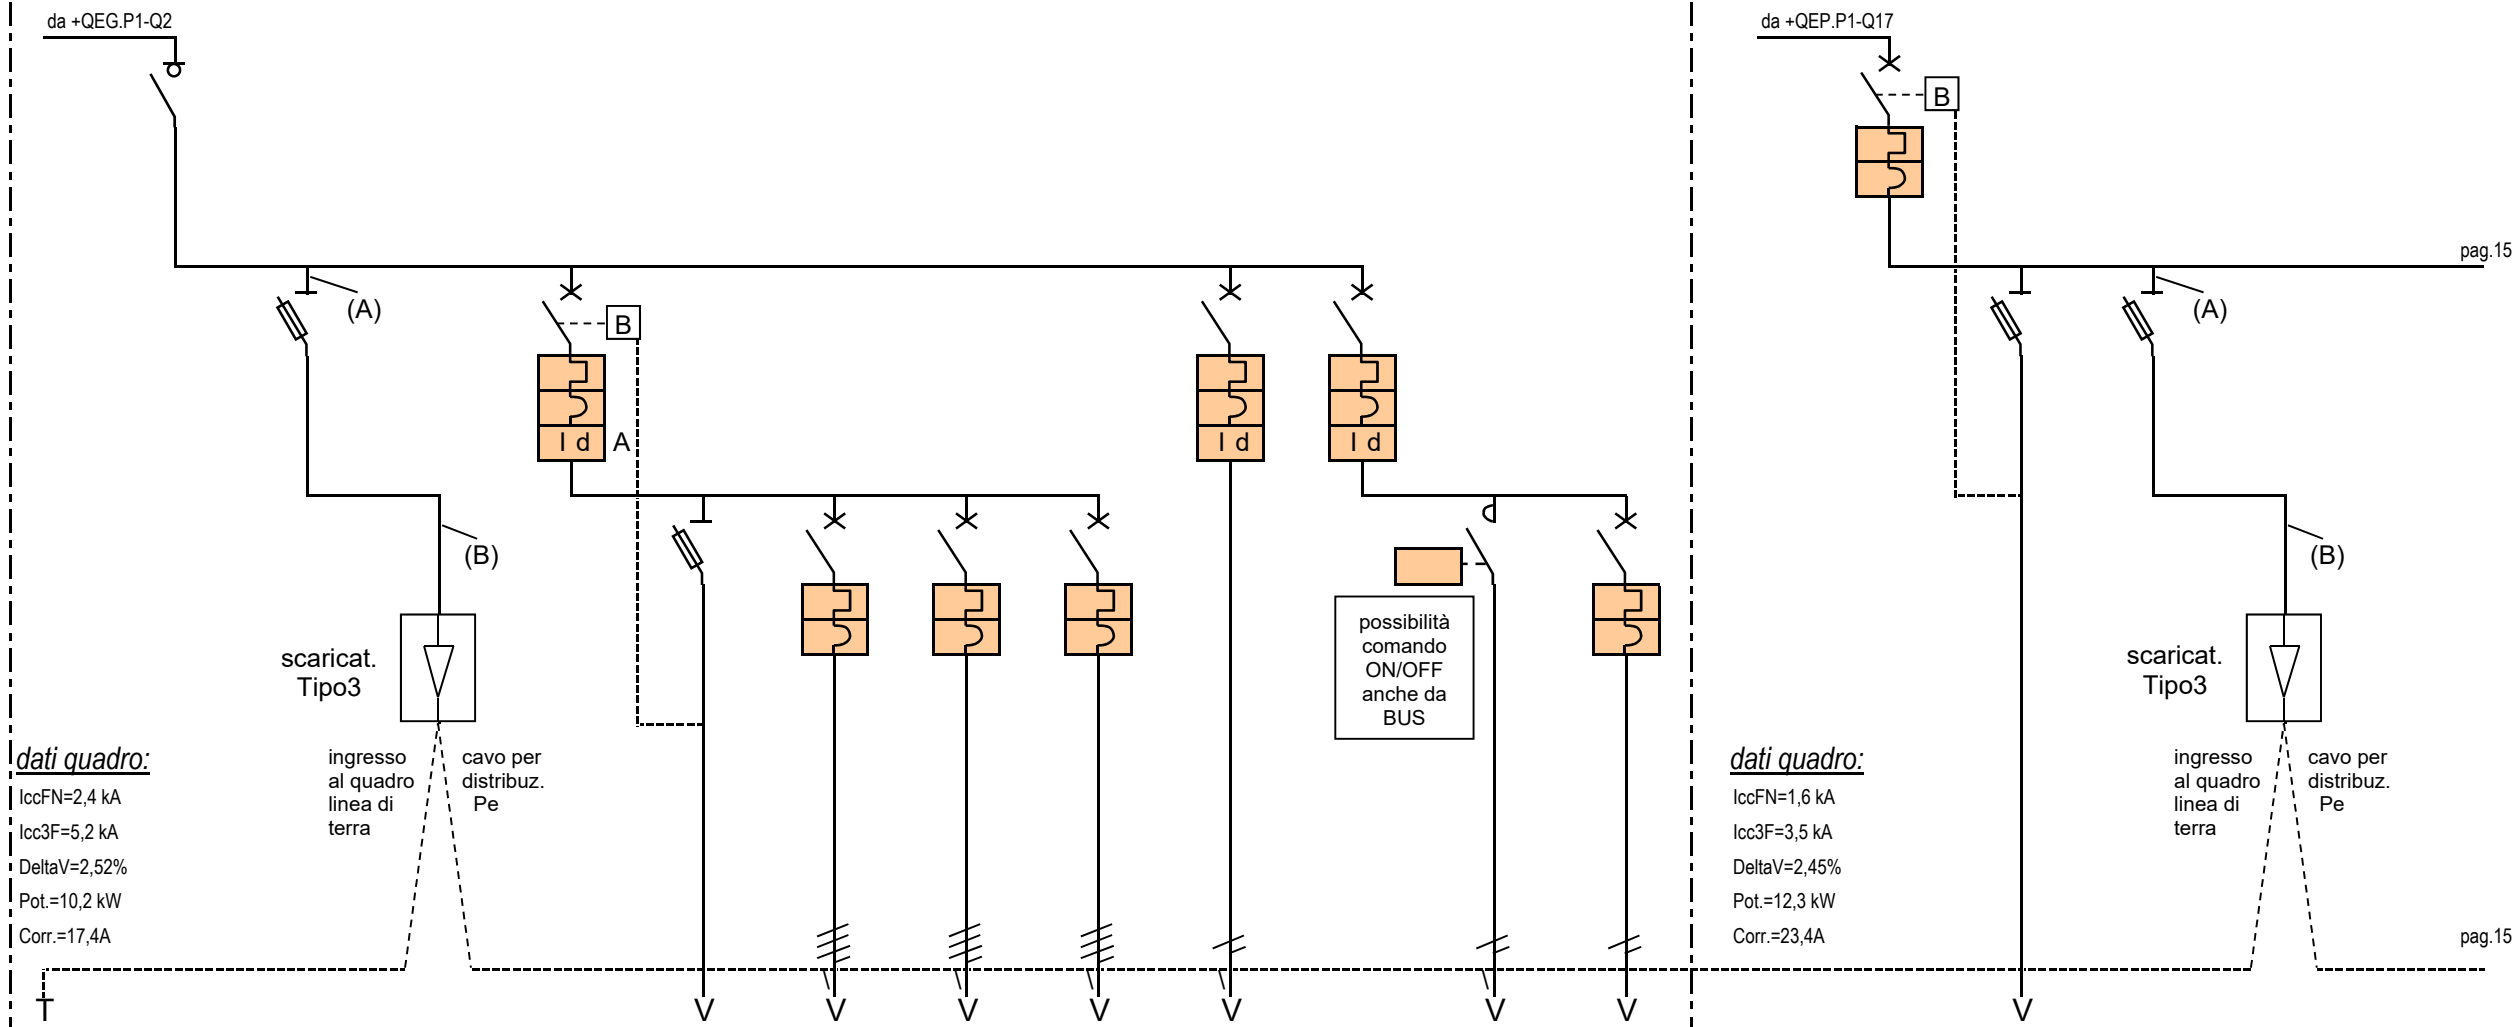 da +QEG.P1-Q2
da +QEP.P1-Q17
B
pag.15
(A)
B
(A)
I d
A
I d
I d
(B)
(B)
possibilità
comando
ON/OFF
anche da
BUS
scaricat.
Tipo3
scaricat.
Tipo3
dati quadro:
IccFN=2,4 kA
Icc3F=5,2 kA
DeltaV=2,52%
Pot.=10,2 kW
Corr.=17,4A
ingresso
al quadro
linea di
terra
cavo per
distribuz.
Pe
dati quadro:
IccFN=1,6 kA
Icc3F=3,5 kA
DeltaV=2,45%
Pot.=12,3 kW
Corr.=23,4A
ingresso
al quadro
linea di
terra
cavo per
distribuz.
Pe
pag.15
T
V
V
V
V
V
V
V
V